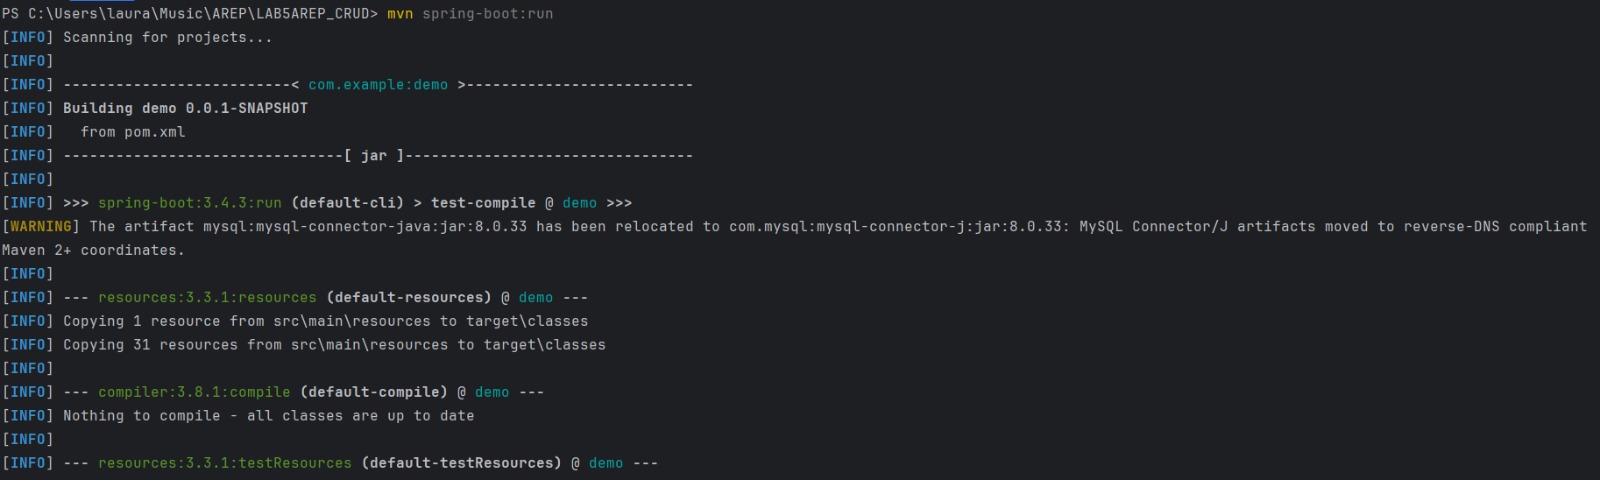 PS C:\Users\laura\Music\AREP\LAB5AREP_CRUD> mvn spring-boot:run
[INFO] Scanning for projects...
[INFO]
[INFO] --------------------------< com.example:demo >--------------------------
[INFO] Building demo 0.0.1-SNAPSHOT
[INFO]   from pom.xml
[INFO] --------------------------------[ jar ]---------------------------------
[INFO]
[INFO] >>> spring-boot:3.4.3:run (default-cli) > test-compile @ demo >>>
[WARNING] The artifact mysql:mysql-connector-java:jar:8.0.33 has been relocated to com.mysql:mysql-connector-j:jar:8.0.33: MySQL Connector/J artifacts moved to reverse-DNS compliant
Maven 2+ coordinates.
[INFO]
[INFO] --- resources:3.3.1:resources (default-resources) @ demo ---
[INFO] Copying 1 resource from src\main\resources to target\classes
[INFO] Copying 31 resources from src\main\resources to target\classes
[INFO]
[INFO] --- compiler:3.8.1:compile (default-compile) @ demo ---
[INFO] Nothing to compile - all classes are up to date
[INFO]
[INFO] --- resources:3.3.1:testResources (default-testResources) @ demo ---